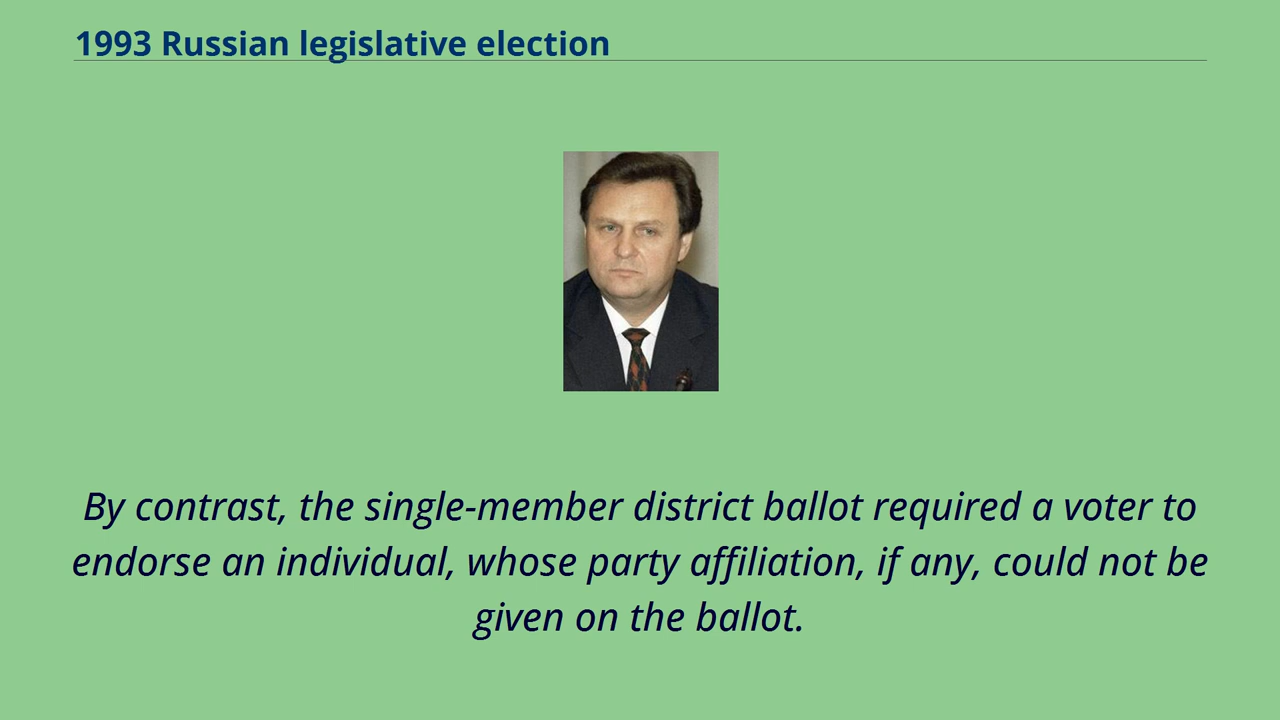 1993 Russian legislative election
By contrast, the single-member district ballot required a voter to
endorse an individual, whose party affiliation, if any, could not be
given on the ballot.